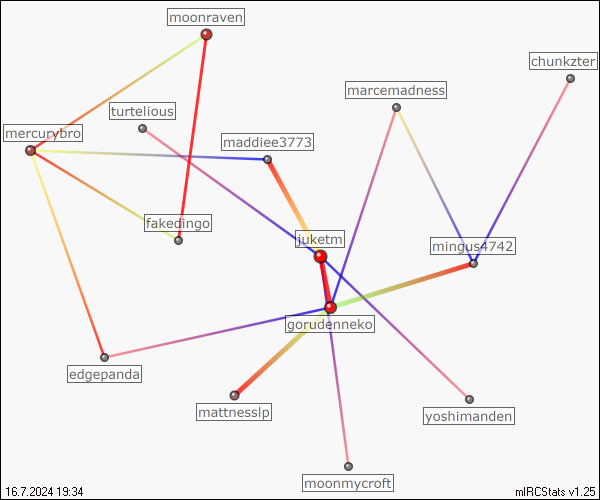 moonraven
chunkzter
marcemadness
turtelious
mercurybro
maddiee3773
fakedingo
juketm
mingus4742
gorudenneko
edgepanda
mattnesslp
yoshimanden
moonmycroft
16.7.2024 19:34
mIRCStats v1.25